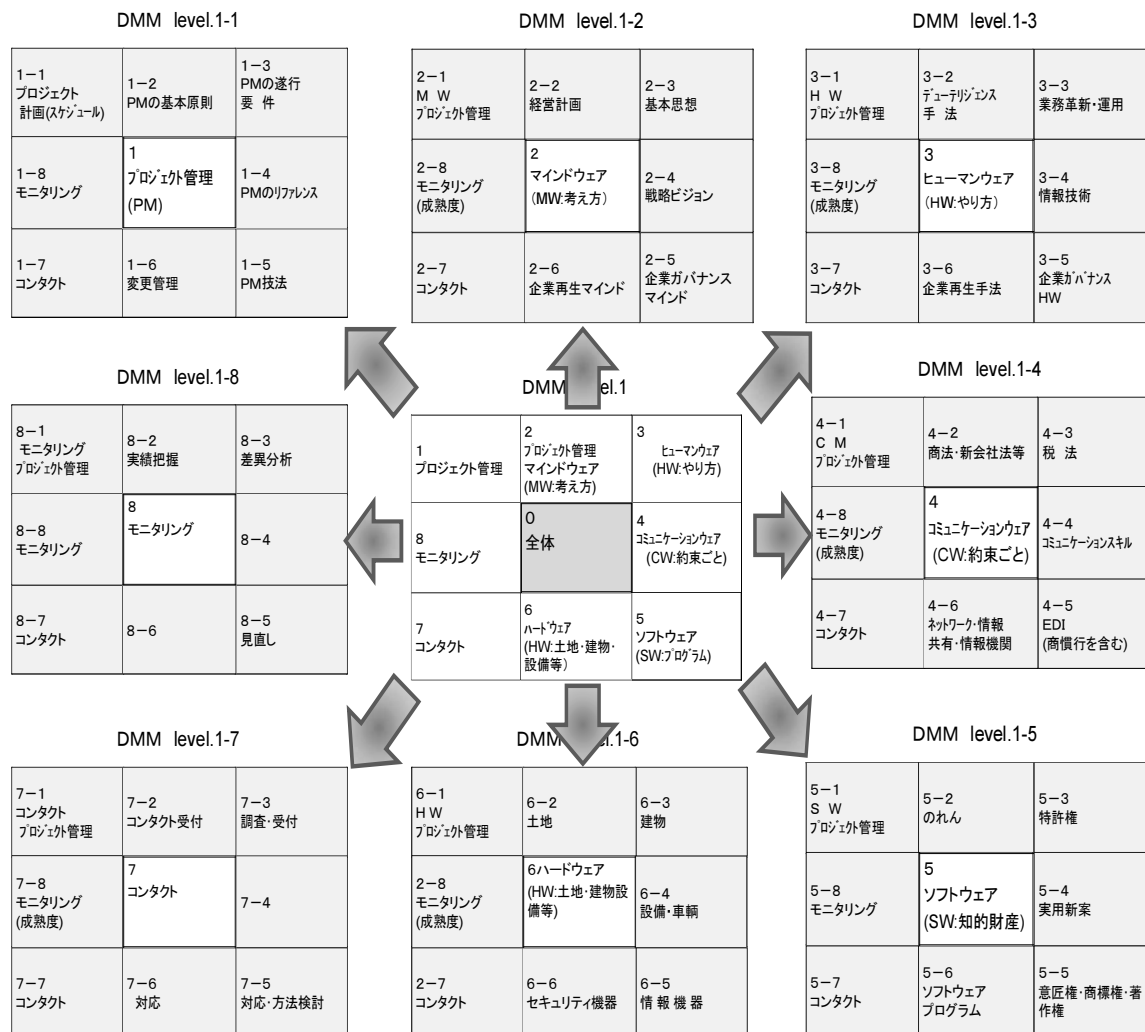 DMM level.1-1
1－1
プロジェクト
計画(スケジュール)
1－2
PMの基本原則
1－3
PMの遂行
要 件
1－8
モニタリング
1
プロジェクト管理
(PM)
1－4
PMのリファレンス
1－7
コンタクト
1－6
変更管理
1－5
PM技法
DMM level.1-2
2－1
M W
プロジェクト管理
2－2
経営計画
2－3
基本思想
2－8
モニタリング
(成熟度)
2
マインドウェア
(MW:考え方)
2－4
戦略ビジョン
2－7
コンタクト
2－6
企業再生マインド
2－5
企業ガバナンス
マインド
DMM level.1-3
3－1
H W
プロジェクト管理
3－2
デューテリジェンス
手 法
3－3
業務革新・運用
3－8
モニタリング
(成熟度)
3
ヒューマンウェア
(HW:やり方)
3－4
情報技術
3－7
コンタクト
3－6
企業再生手法
3－5
企業ガバナンス
HW
DMM level.1-8
8－1
モニタリング
プロジェクト管理
8－2
実績把握
8－3
差異分析
8－8
モニタリング
8
モニタリング
8－4
8－7
コンタクト
8－6
8－5
見直し
DMM level.1
1
プロジェクト管理
2
プロジェクト管理
マインドウェア
(MW:考え方)
3
ヒューマンウェア
(HW:やり方)
8
モニタリング
0
全体
4
コミュニケーションウェア
(CW:約束ごと)
7
コンタクト
6
ハードウェア
(HW:土地・建物・
設備等)
5
ソフトウェア
(SW:プログラム)
DMM level.1-4
4－1
C M
プロジェクト管理
4－2
商法・新会社法等
4－3
税 法
4－8
モニタリング
(成熟度)
4
コミュニケーションウェア
(CW:約束ごと)
4－4
コミュニケーションスキル
4－7
コンタクト
4－6
ネットワーク・情報
共有・情報機関
4－5
EDI
(商慣行を含む)
DMM level.1-7
7－1
コンタクト
プロジェクト管理
7－2
コンタクト受付
7－3
調査・受付
7－8
モニタリング
(成熟度)
7
コンタクト
7－4
7－7
コンタクト
7－6
対応
7－5
対応・方法検討
DMM level.1-6
6－1
H W
プロジェクト管理
6－2
土地
6－3
建物
2－8
モニタリング
(成熟度)
6ハードウェア
(HW:土地・建物設
備等)
6－4
設備・車輌
2－7
コンタクト
6－6
セキュリティ機器
6－5
情 報 機 器
DMM level.1-5
5－1
S W
プロジェクト管理
5－2
のれん
5－3
特許権
5－8
モニタリング
5
ソフトウェア
(SW:知的財産)
5－4
実用新案
5－7
コンタクト
5－6
ソフトウェア
プログラム
5－5
意匠権・商標権・著
作権